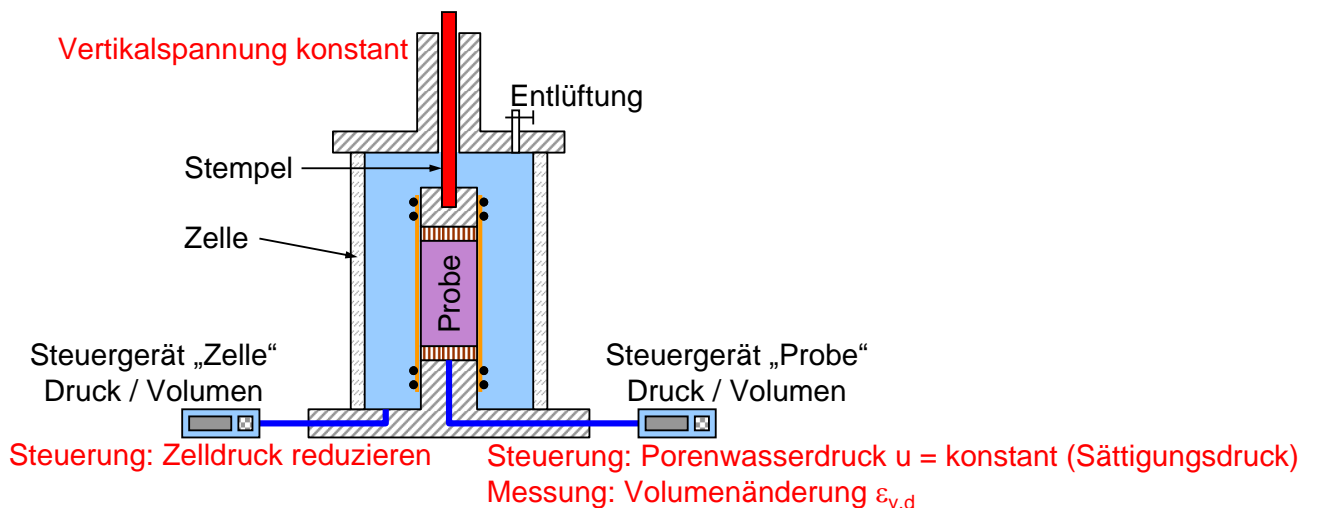 Vertikalspannung konstant
Entlüftung
Stempel
Zelle
Probe
Steuergerät „Zelle“
Druck / Volumen
Steuergerät „Probe“
Druck / Volumen
Steuerung: Zelldruck reduzieren
Steuerung: Porenwasserdruck u = konstant (Sättigungsdruck)
Messung: Volumenänderung εv,d